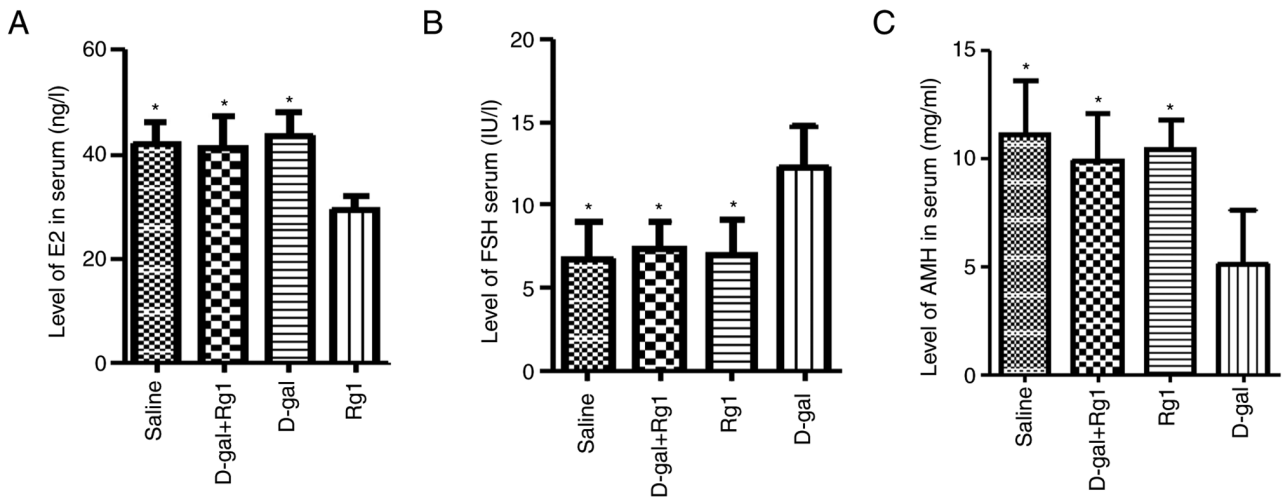 A
Level of E2 in serum (ng/l)
60
40
20
0
*
*
*
Saline
D-gal+Rg1
D-gal
Rg1
B
Level of FSH serum (IU/l)
20
15
10
5
0
*
*
*
Saline
D-gal+Rg1
Rg1
D-gal
C
Level of AMH in serum (mg/ml)
15
10
5
0
*
*
*
Saline
D-gal+Rg1
Rg1
D-gal